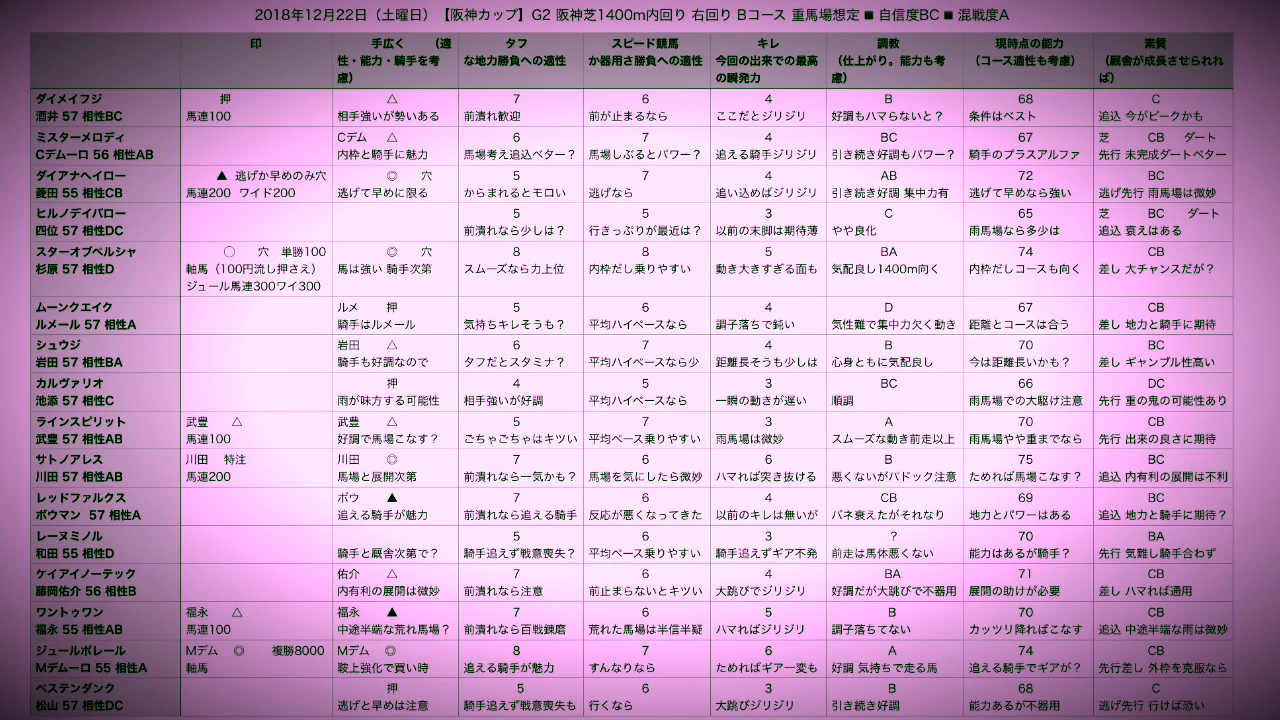 2018年12月22日（土曜日）【阪神カップ】G2 阪神芝1400m内回り 右回り Bコース 重馬場想定 ■ 自信度BC ■ 混戦度A
印 手広く （適性・能力・騎手を考慮） タフな地力勝負への適性 スピード競馬か器用さ勝負への適性 キレ 今回の出来での最高の瞬発力 調教（仕上がり。能力も考慮） 現時点の能力（コース適性も考慮） 素質（厩舎が成長させられれば）
ダイメイフジ 押 △ 7 6 4 B 68 C
酒井 57 相性BC 馬連100 相手強いが勢いある 前潰れ歓迎 前が止まるなら ここだとジリジリ 好調もハマらないと？ 条件はベスト 追込 今がピークかも
ミスターメロディ Cデム △ 6 7 4 BC 67 芝 CB ダート
Cデムーロ 56 相性AB 内枠と騎手に魅力 馬場考え追込ベター？ 馬場しぶるとパワー？ 追える騎手ジリジリ 引き続き好調もパワー？ 騎手のプラスアルファ 先行 未完成ダートベター
ダイアナヘイロー ▲ 逃げか早めのみ穴 ◎ 穴 5 7 4 AB 72 BC
菱田 55 相性CB 馬連200 ワイド200 逃げて早めに限る からまれるとモロい 逃げなら 追い込めばジリジリ 引き続き好調 集中力有 逃げて早めなら強い 逃げ先行 雨馬場は微妙
ヒルノデイバロー 5 5 3 C 65 芝 BC ダート
四位 57 相性DC 前潰れなら少しは？ 行きっぷりが最近は？ 以前の末脚は期待薄 やや良化 雨馬場なら多少は 追込 衰えはある
スターオブペルシャ 〇 穴 単勝100 ◎ 穴 8 8 5 BA 74 CB
杉原 57 相性D 軸馬（100円流し押さえ） 馬は強い 騎手次第 スムーズなら力上位 内枠だし乗りやすい 動き大きすぎる面も 気配良し1400m向く 内枠だしコースも向く 差し 大チャンスだが？
ジュール馬連300ワイ300
ムーンクエイク ルメ 押 5 6 4 D 67 CB
ルメール 57 相性A 騎手はルメール 気持ちキレそうも？ 平均ハイペースなら 調子落ちで鈍い 気性難で集中力欠く動き 距離とコースは合う 差し 地力と騎手に期待
シュウジ 岩田 △ 6 7 4 B 70 BC
岩田 57 相性BA 騎手も好調なので タフだとスタミナ？ 平均ハイペースなら少 距離長そうも少しは 心身ともに気配良し 今は距離長いかも？ 差し ギャンブル性高い
カルヴァリオ 押 4 5 3 BC 66 DC
池添 57 相性C 雨が味方する可能性 相手強いが好調 平均ハイペースなら 一瞬の動きが遅い 順調 雨馬場での大駆け注意 先行 重の鬼の可能性あり
ラインスピリット 武豊 △ 武豊 △ 5 7 3 A 70 CB
武豊 57 相性AB 馬連100 好調で馬場こなす？ ごちゃごちゃはキツい 平均ペース乗りやすい 雨馬場は微妙 スムーズな動き前走以上 雨馬場やや重までなら 先行 出来の良さに期待
サトノアレス 川田 特注 川田 ◎ 7 6 6 B 75 BC
川田 57 相性AB 馬連200 馬場と展開次第 前潰れなら一気かも？ 馬場を気にしたら微妙 ハマれば突き抜ける 悪くないがパドック注意 ためれば馬場こなす？ 追込 内有利の展開は不利
レッドファルクス ボウ ▲ 7 6 4 CB 69 BC
ボウマン 57 相性A 追える騎手が魅力 前潰れなら追える騎手 反応が悪くなってきた 以前のキレは無いが バネ衰えたがそれなり 地力とパワーはある 追込 地力と騎手に期待？
レーヌミノル 5 6 3 ？ 70 BA
和田 55 相性D 騎手と厩舎次第で？ 騎手追えず戦意喪失？ 平均ペース乗りやすい 騎手追えずギア不発 前走は馬体悪くない 能力はあるが騎手？ 先行 気難し騎手合わず
ケイアイノーテック 佑介 △ 7 6 4 BA 71 CB
藤岡佑介 56 相性B 内有利の展開は微妙 前潰れなら注意 前止まらないとキツい 大跳びでジリジリ 好調だが大跳びで不器用 展開の助けが必要 差し ハマれば通用
ワントゥワン 福永 △ 福永 ▲ 7 6 5 B 70 CB
福永 55 相性AB 馬連100 中途半端な荒れ馬場？ 前潰れなら百戦錬磨 荒れた馬場は半信半疑 ハマればジリジリ 調子落ちてない カッツリ降ればこなす 追込 中途半端な雨は微妙
ジュールポレール Mデム ◎ 複勝8000 Mデム ◎ 8 7 6 A 74 CB
Mデムーロ 55 相性A 軸馬 鞍上強化で買い時 追える騎手が魅力 すんなりなら ためればギア一変も 好調 気持ちで走る馬 追える騎手でギアが？ 先行差し 外枠を克服なら
ベステンダンク 押 5 6 3 B 68 C
松山 57 相性DC 逃げと早めは注意 騎手追えず戦意喪失も 行くなら 大跳びジリジリ 引き続き好調 能力あるが不器用 逃げ先行 行けば恐い